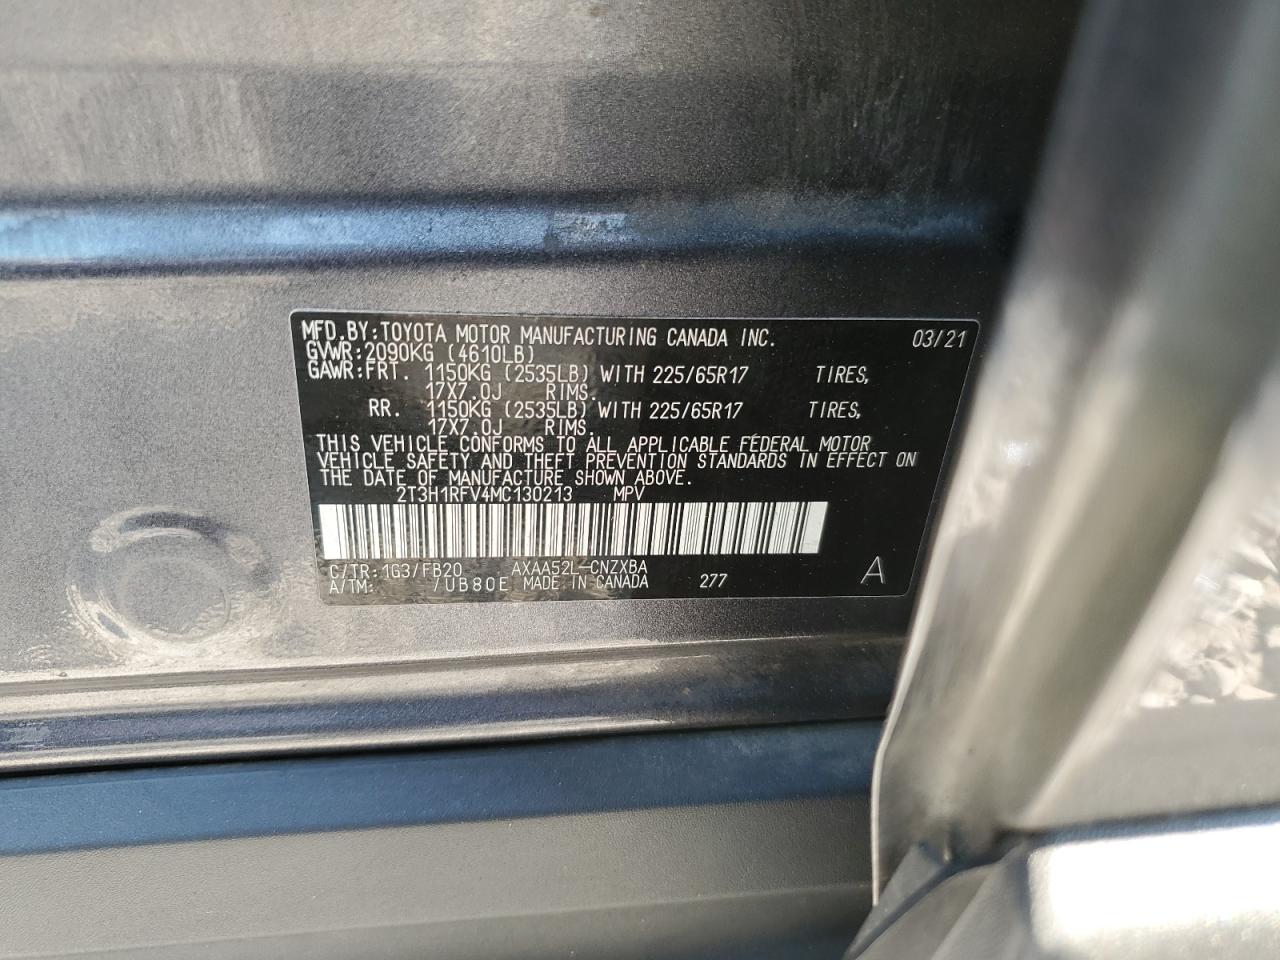 MFD.BY:TOYOTA MOTOR MANUFACTURING CANADA INC. 03/21
GVWR:2090KG (4610LB)
GAWR:FRT. 1150KG (2535LB) WITH 225/65R17 TIRES,
17X7.0J RIMS.
RR. 1150KG (2535LB) WITH 225/65R17 TIRES,
17X7.0J RIMS.
THIS VEHICLE CONFORMS TO ALL APPLICABLE FEDERAL MOTOR
VEHICLE SAFETY AND THEFT PREVENTION STANDARDS IN EFFECT ON
THE DATE OF MANUFACTURE SHOWN ABOVE.
2T3H1RFV4MC130213 MPV
C/TR:1G3/FB20 AXAA52L-CNZXBA
A/TM: /UB80E MADE IN CANADA 277 A